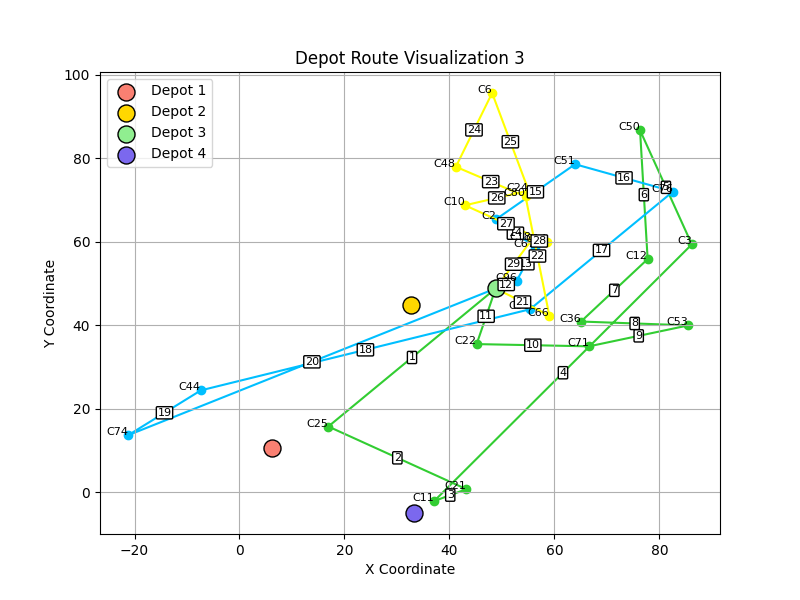 Depot Route Visualization 3
Depot 1
Depot 2
Depot 3
Depot 4
100
80
60
40
20
0
−20
0
20
40
60
80
X Coordinate
Y Coordinate
C6
24
25
C50
C48
C51
16
23
C24
C80
15
26
6
C10
C2
27
28
C3
17
22
C12
29
C96
12
7
21
C66
11
C36
8
C53
9
C22
10
C71
18
1
20
4
C44
19
C74
C25
2
C21
3
C11